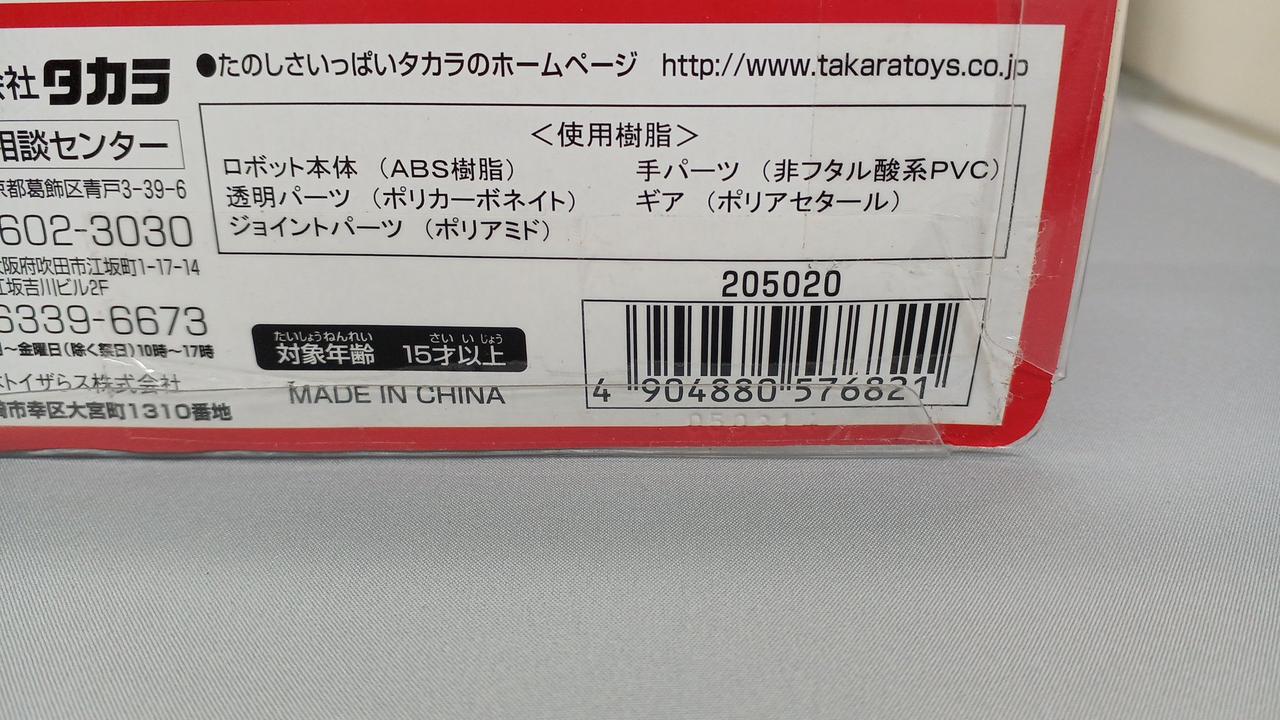 社 タカラ
●たのしさいっぱいタカラのホームページ http://www.takaratoys.co.jp
相談センター
＜使用樹脂＞
ロボット本体 （ABS樹脂） 手パーツ （非フタル酸系PVC）
透明パーツ （ポリカーボネイト） ギア （ポリアセタール）
ジョイントパーツ （ポリアミド）
京都葛飾区青戸3-39-6
602-3030
大阪府吹田市江坂町1-17-14
江坂吉川ビル2F
6339-6673
～金曜日（除く祭日）10時～17時
トイザらス株式会社
市幸区大宮町1310番地
たいしょうねんれい さい い じょう
対象年齢 15才以上
MADE IN CHINA
205020
4 904880 576821